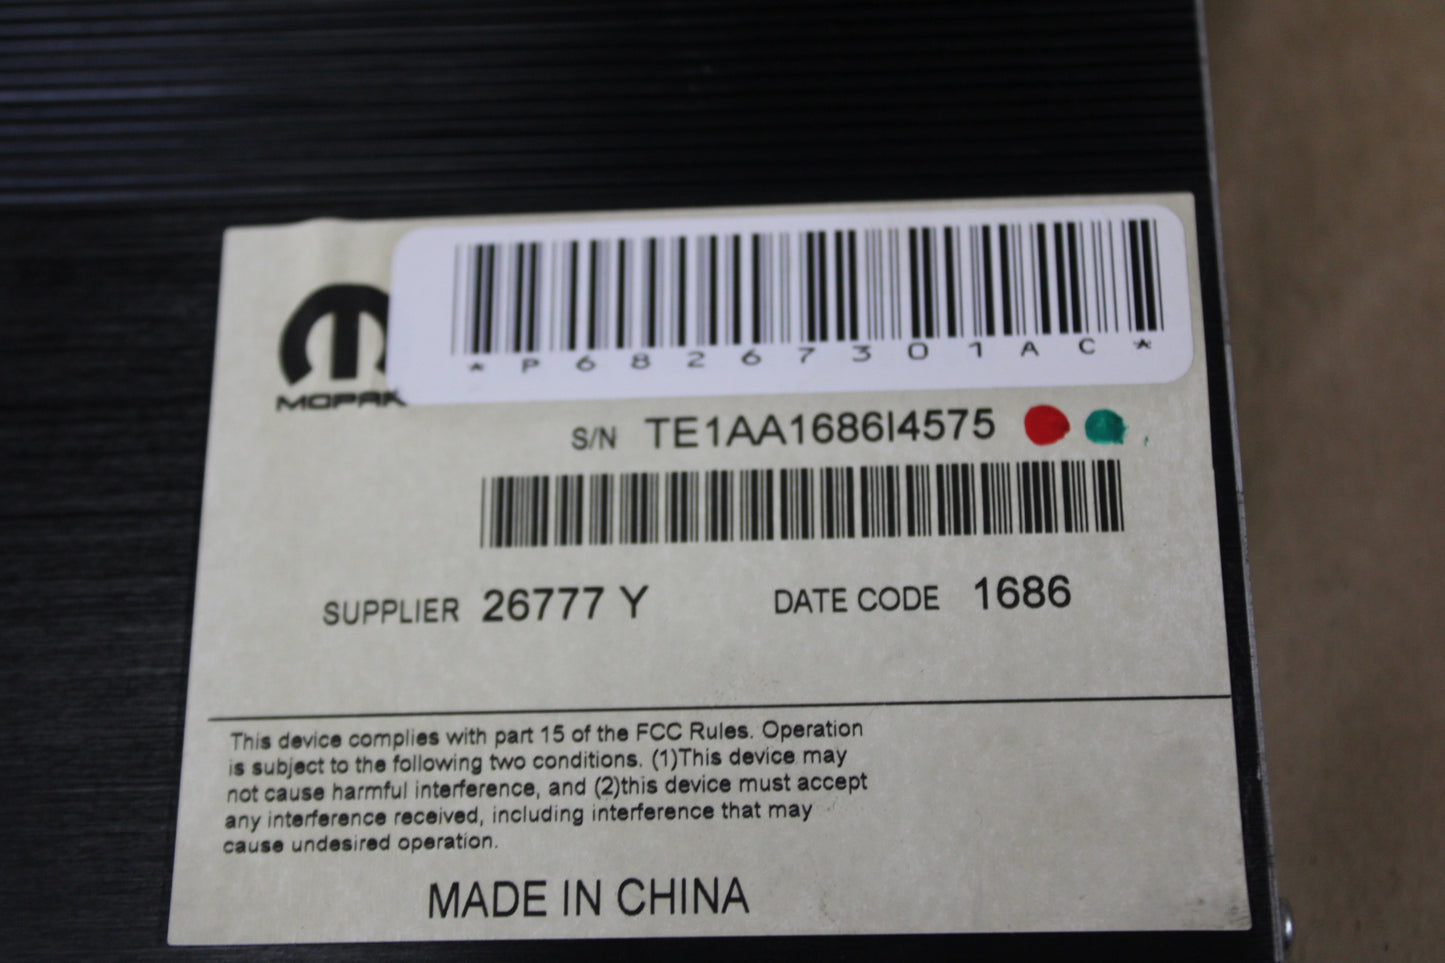 *P68267301AC*
MOPAR
S/N TE1AA1686I4575
SUPPLIER 26777 Y DATE CODE 1686
This device complies with part 15 of the FCC Rules. Operation
is subject to the following two conditions. (1)This device may
not cause harmful interference, and (2)this device must accept
any interference received, including interference that may
cause undesired operation.
MADE IN CHINA